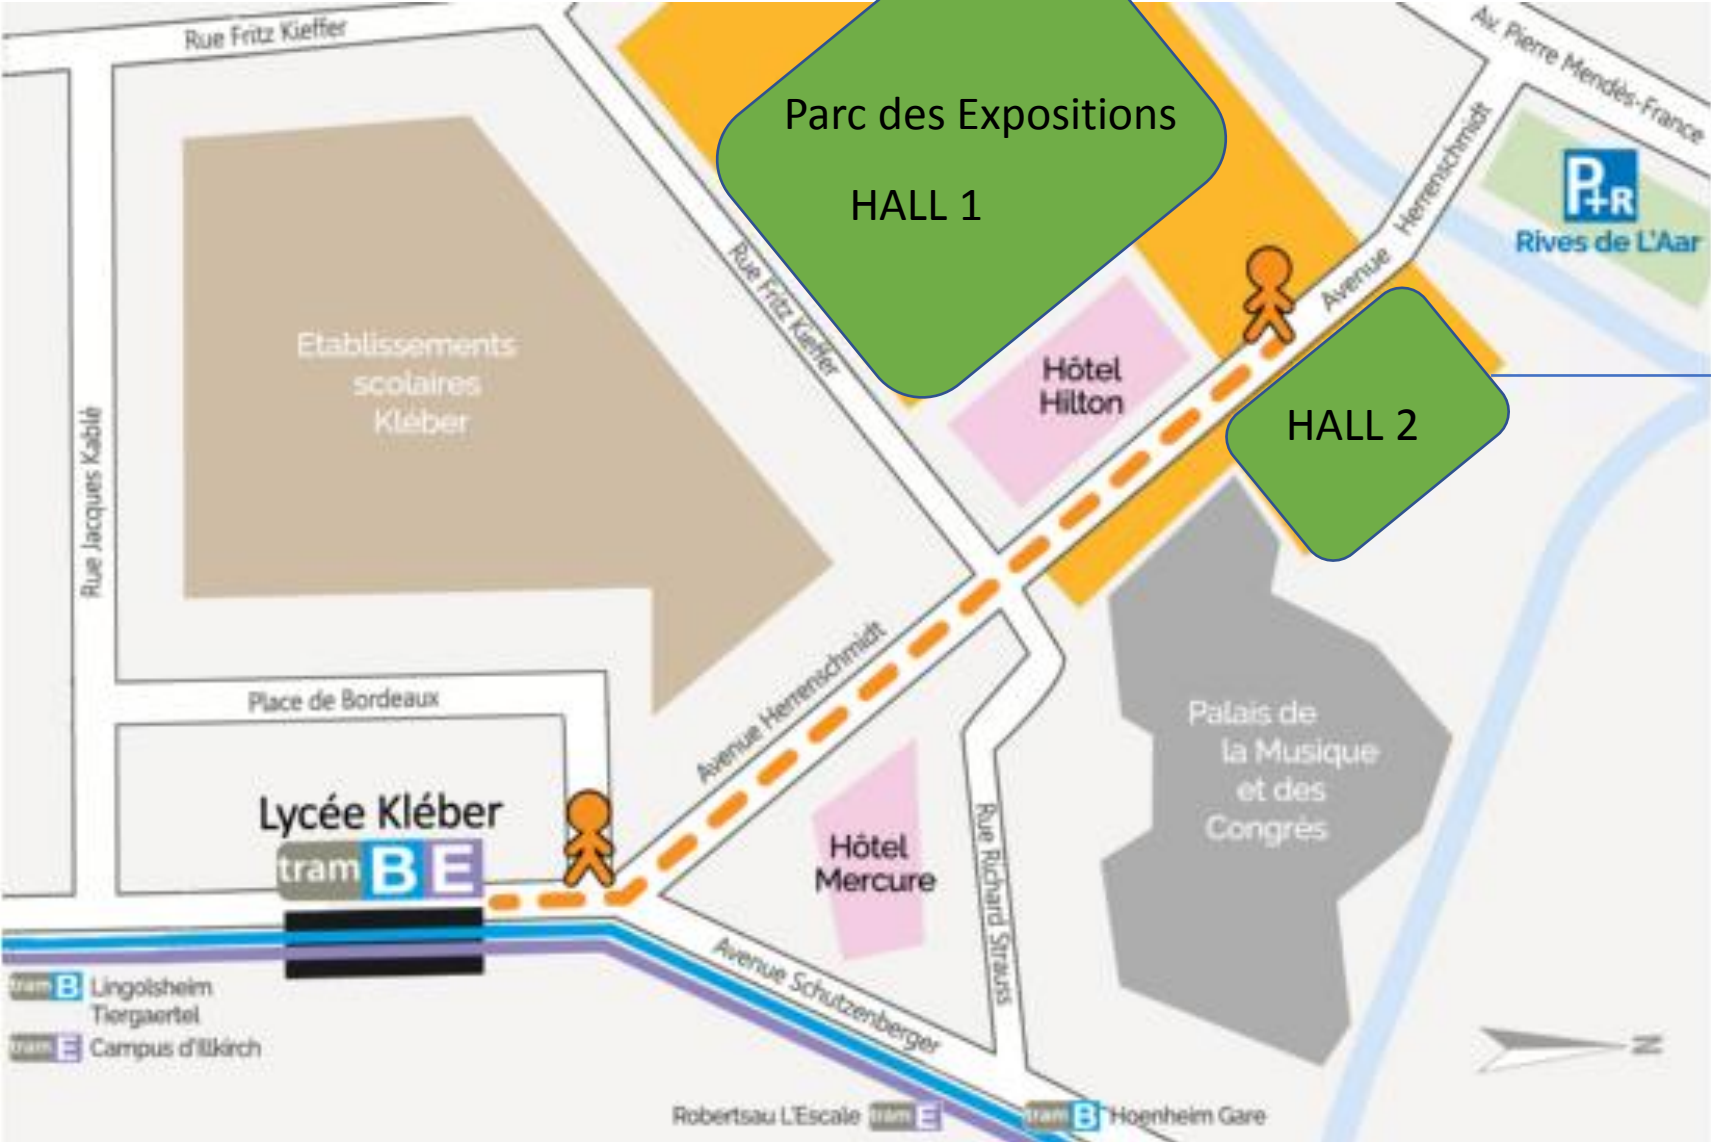 Rue Fritz Kieffer
Parc des Expositions
HALL 1
Av. Pierre Mendès-France
Herrenschmidt
P+R
Rives de L'Aar
Rue Fritz Kieffer
Avenue
Etablissements
scolaires
Kléber
Hôtel
Hilton
HALL 2
Rue Jacques Kablé
Avenue Herrenschmidt
Place de Bordeaux
Palais de
la Musique
et des
Congrès
Lycée Kléber
tram B E
Hôtel
Mercure
Rue Richard Strauss
Avenue Schutzenberger
tram B Lingolsheim
Tiergaertel
tram E Campus d'Illkirch
N
Robertsau L'Escale tram E
tram B Hoenheim Gare